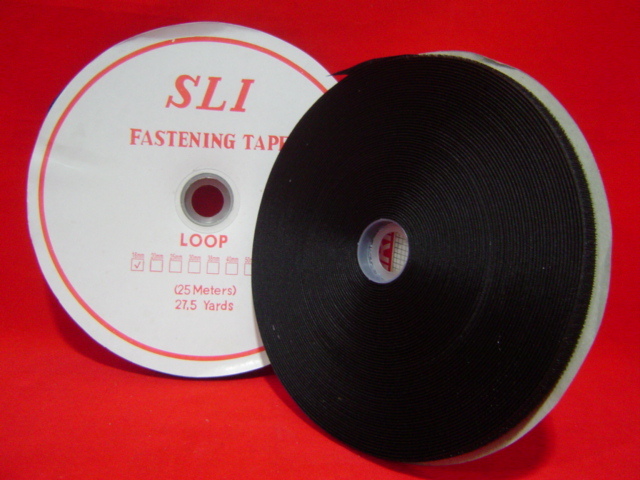 SLI
FASTENING TAPE
LOOP
(25 Meters)
27.5 Yards